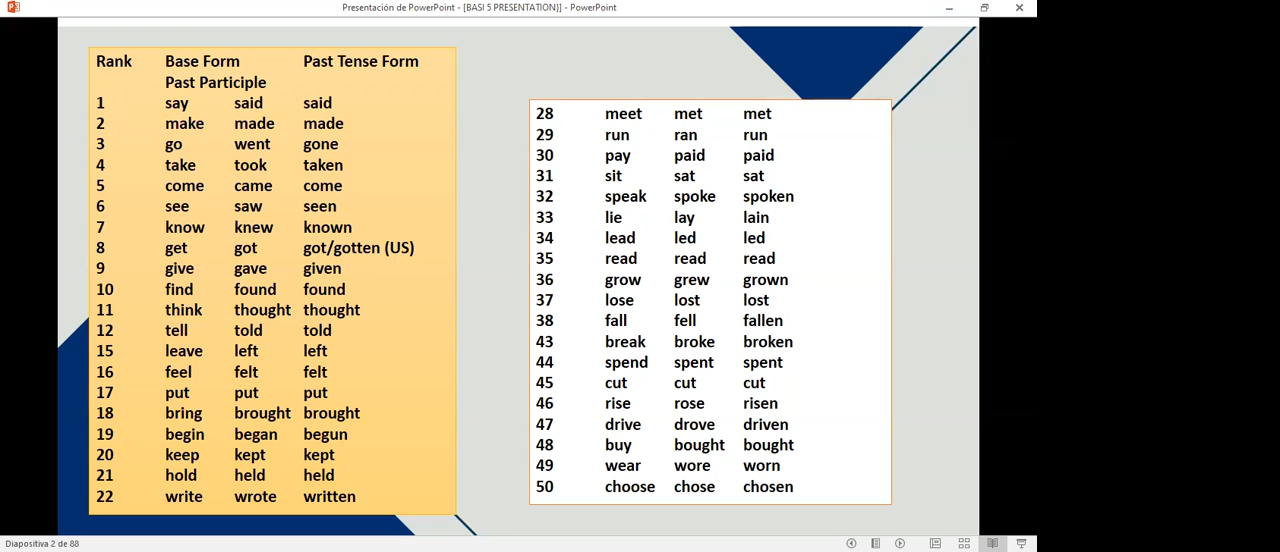 Presentación de PowerPoint - [BASI 5 PRESENTATION)] - PowerPoint
Rank Base Form Past Tense Form
Past Participle
1 say said said
2 make made made
3 go went gone
4 take took taken
5 come came come
6 see saw seen
7 know knew known
8 get got got/gotten (US)
9 give gave given
10 find found found
11 think thought thought
12 tell told told
15 leave left left
16 feel felt felt
17 put put put
18 bring brought brought
19 begin began begun
20 keep kept kept
21 hold held held
22 write wrote written
28 meet met met
29 run ran run
30 pay paid paid
31 sit sat sat
32 speak spoke spoken
33 lie lay lain
34 lead led led
35 read read read
36 grow grew grown
37 lose lost lost
38 fall fell fallen
43 break broke broken
44 spend spent spent
45 cut cut cut
46 rise rose risen
47 drive drove driven
48 buy bought bought
49 wear wore worn
50 choose chose chosen
Diapositiva 2 de 88